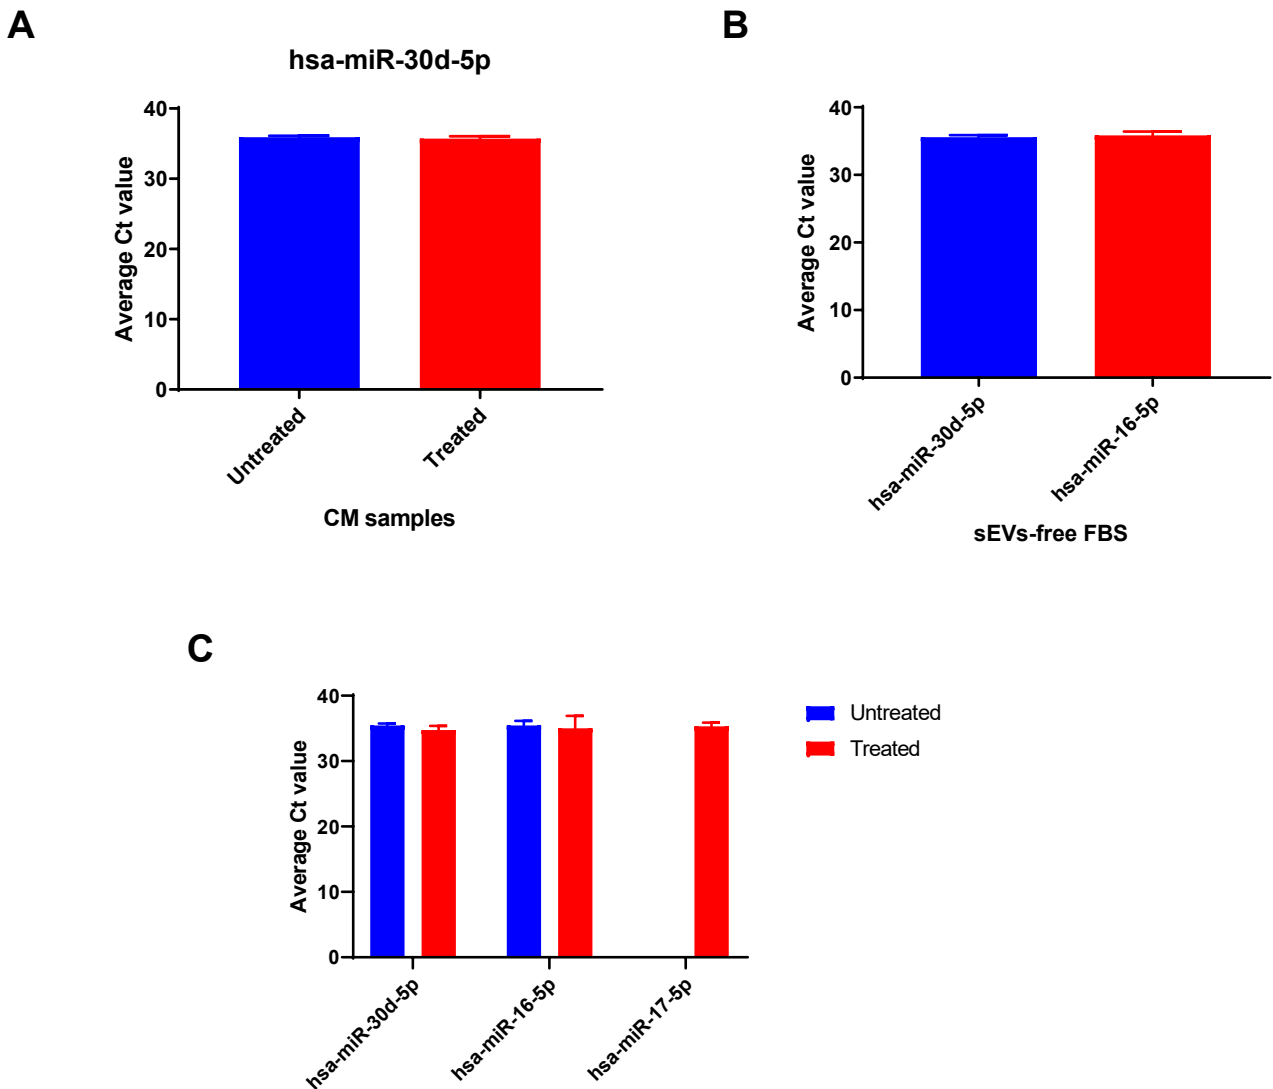 A
hsa-miR-30d-5p
Average Ct value
40
30
20
10
0
Untreated
Treated
CM samples
B
Average Ct value
40
30
20
10
0
hsa-miR-30d-5p
hsa-miR-16-5p
sEVs-free FBS
C
Average Ct value
40
30
20
10
0
hsa-miR-30d-5p
hsa-miR-16-5p
hsa-miR-17-5p
Untreated
Treated